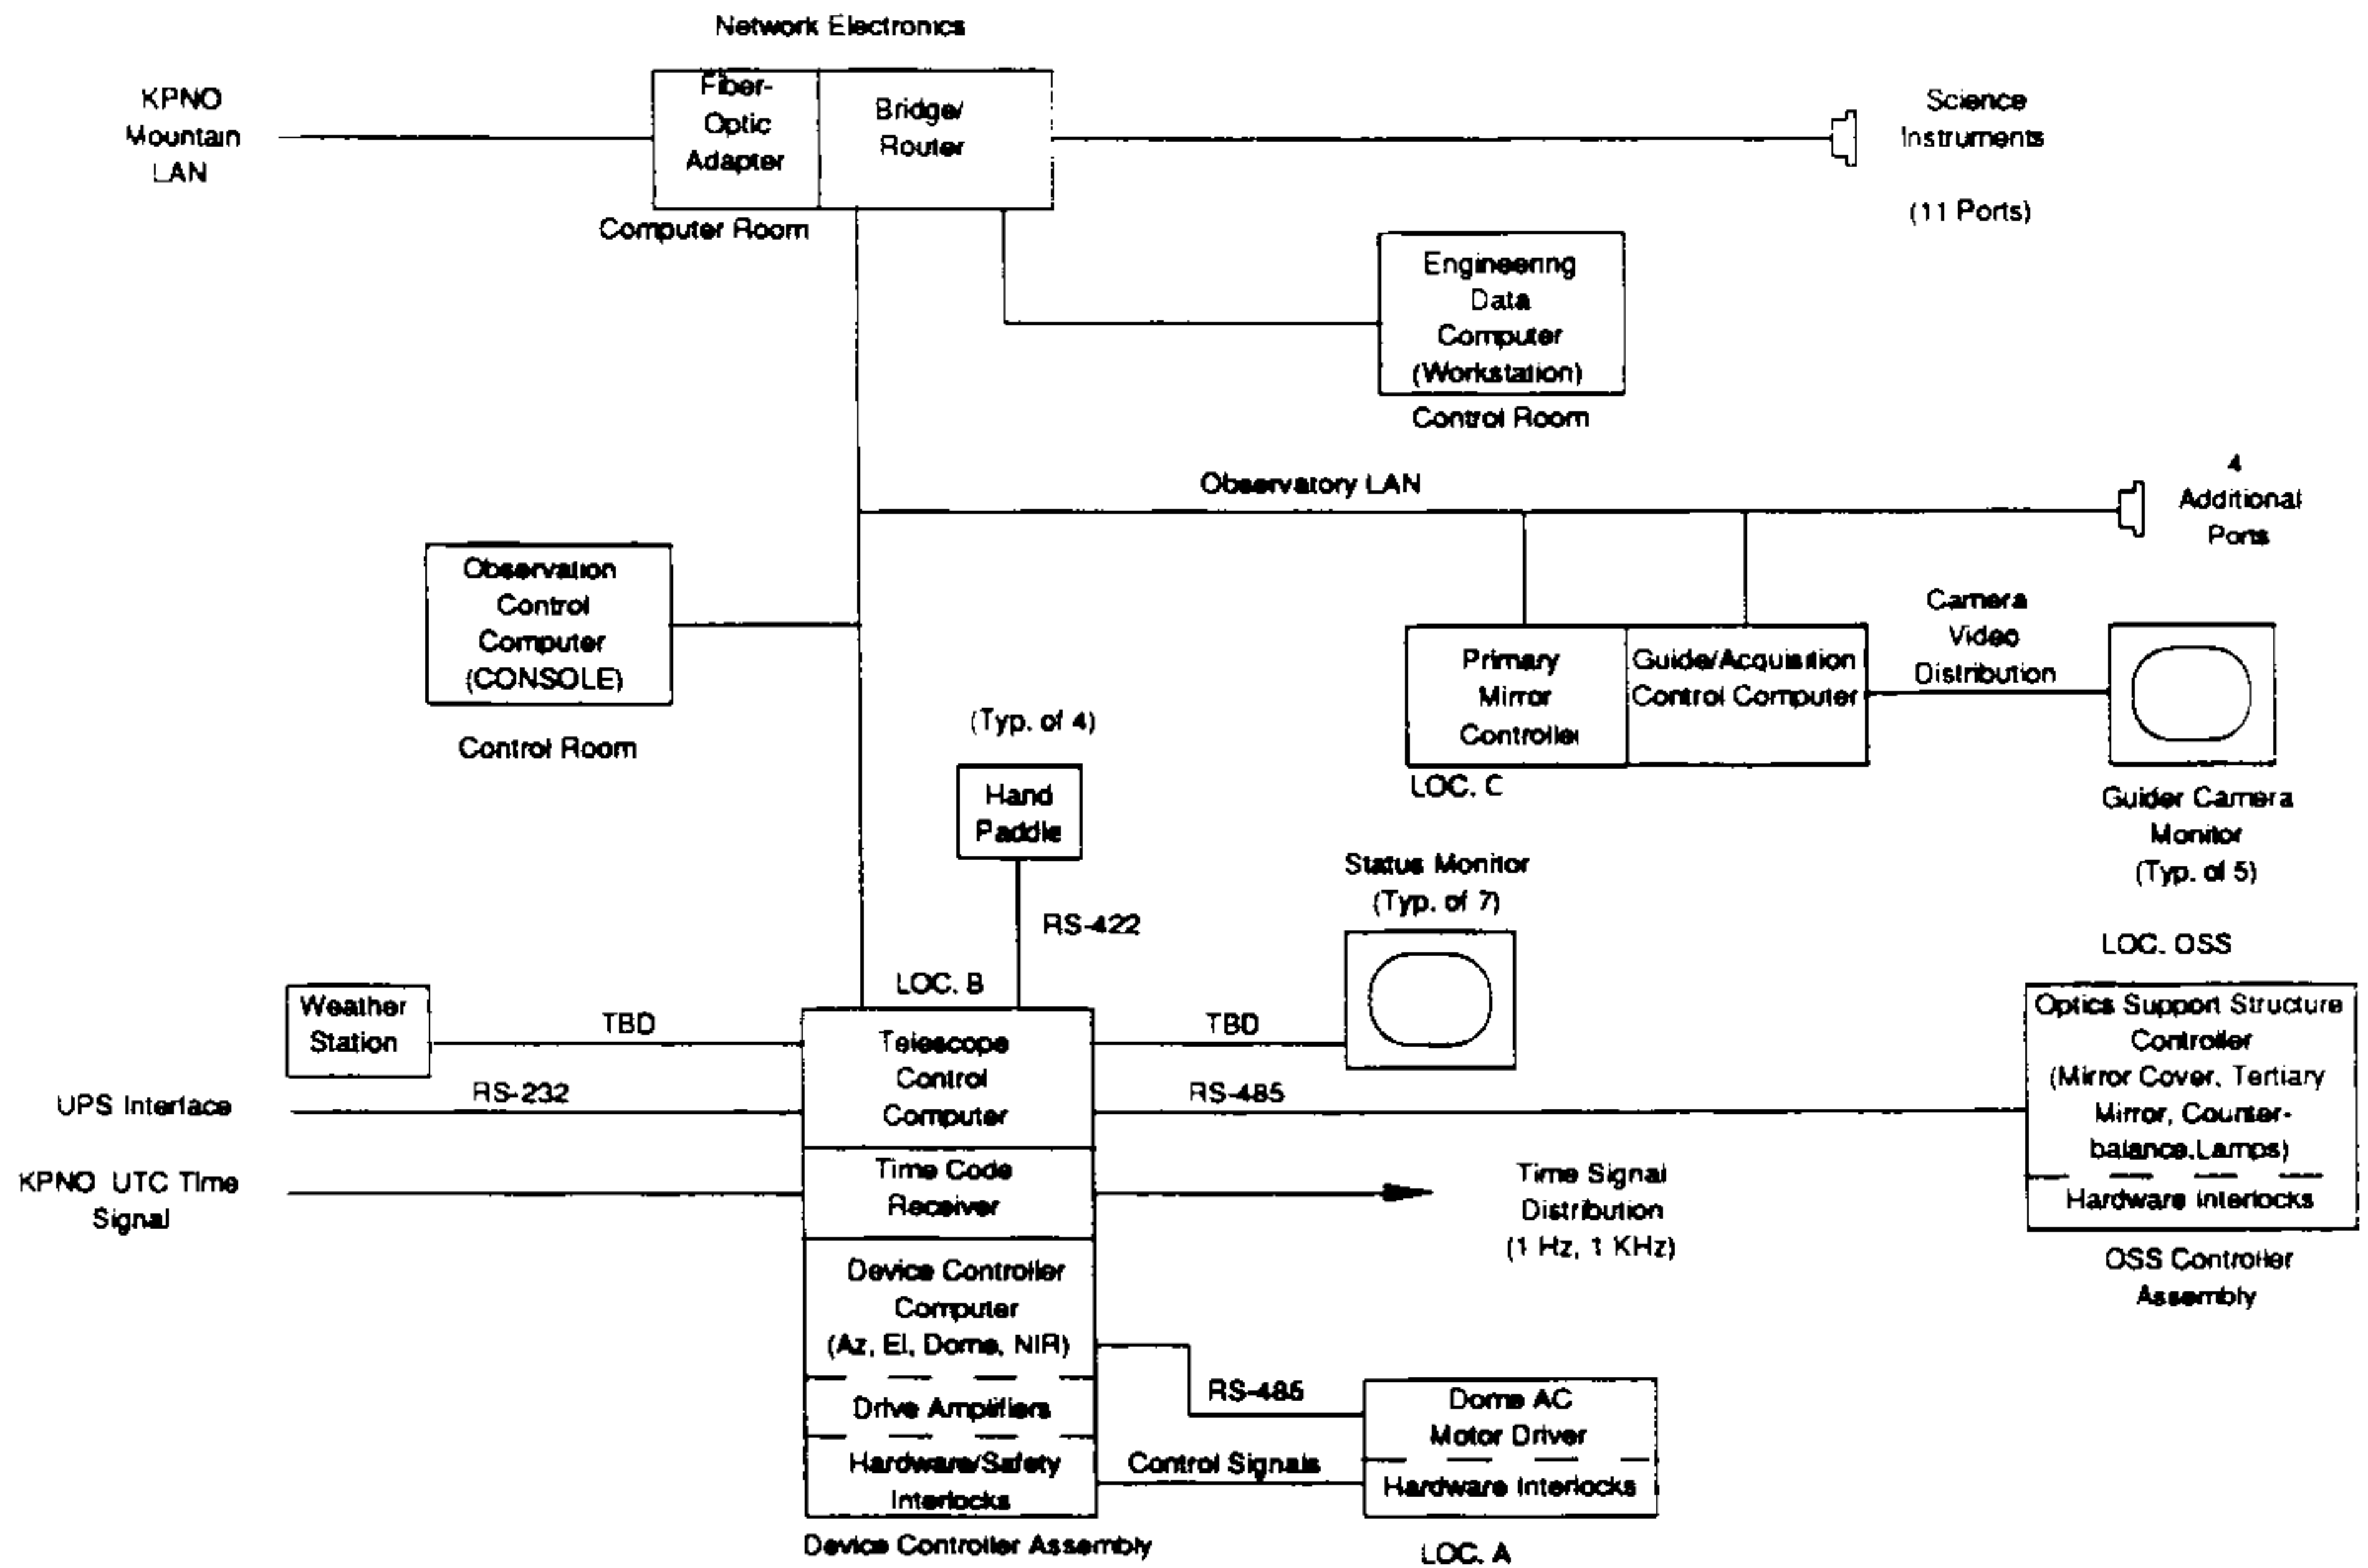 Network Electronics
KPNO
Mountain
LAN
Fiber-
Optic
Adapter
Bridge/
Router
Science
Instruments
(11 Ports)
Computer Room
Engineering
Data
Computer
(Workstation)
Control Room
Observatory LAN
4
Additional
Ports
Observation
Control
Computer
(CONSOLE)
Control Room
Primary
Mirror
Controller
Guide/Acquisition
Control Computer
LOC. C
Camera
Video
Distribution
Guider Camera
Monitor
(Typ. of 5)
(Typ. of 4)
Hand
Paddle
RS-422
Status Monitor
(Typ. of 7)
LOC. B
Weather
Station
TBD
UPS Interface
RS-232
KPNO UTC Time
Signal
Telescope
Control
Computer
Time Code
Receiver
Device Controller
Computer
(Az, El, Dome, NIR)
Drive Amplifiers
Hardware/Safety
Interlocks
Device Controller Assembly
TBD
RS-485
Time Signal
Distribution
(1 Hz, 1 KHz)
LOC. OSS
Optics Support Structure
Controller
(Mirror Cover, Tertiary
Mirror, Counter-
balance,Lamps)
Hardware Interlocks
OSS Controller
Assembly
RS-485
Control Signals
Dome AC
Motor Driver
Hardware Interlocks
LOC. A